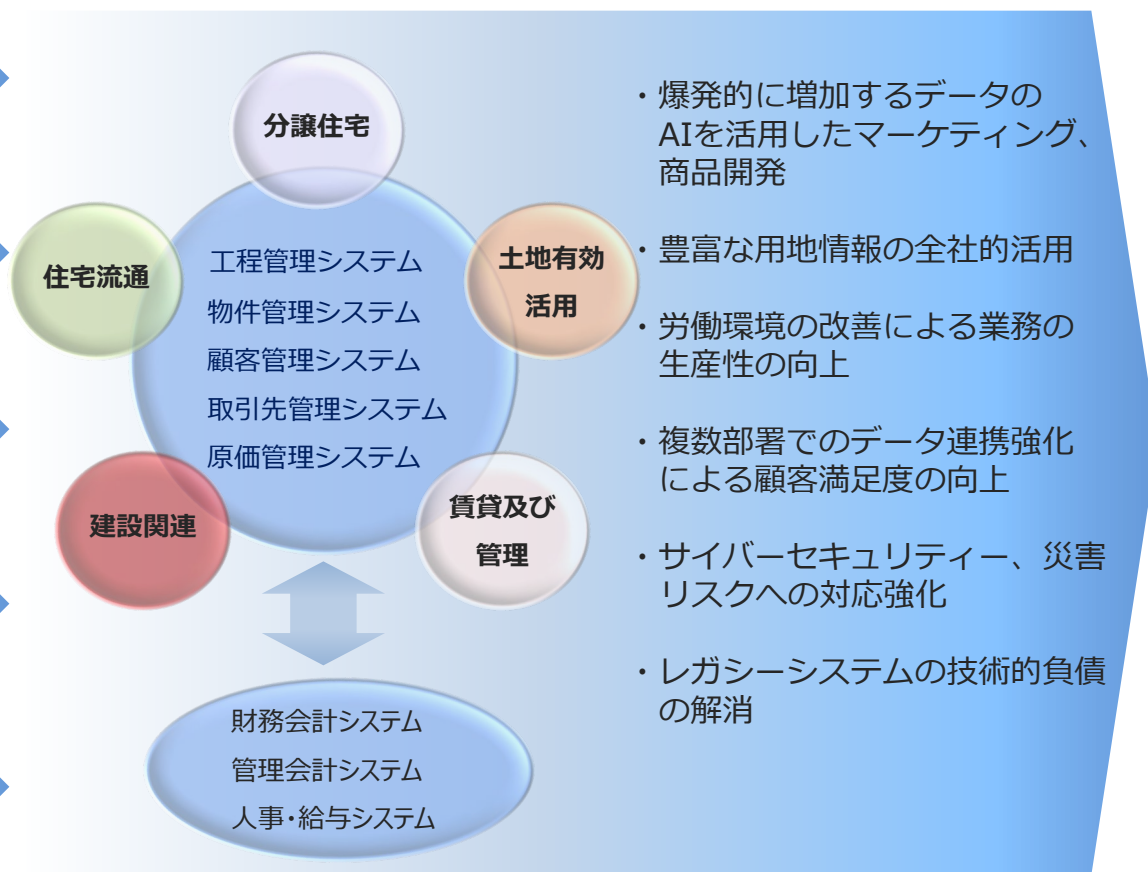 分譲住宅
住宅流通
土地有効
活用
工程管理システム
物件管理システム
顧客管理システム
取引先管理システム
原価管理システム
建設関連
賃貸及び
管理
財務会計システム
管理会計システム
人事･給与システム
・爆発的に増加するデータの
AIを活用したマーケティング、
商品開発
・豊富な用地情報の全社的活用
・労働環境の改善による業務の
生産性の向上
・複数部署でのデータ連携強化
による顧客満足度の向上
・サイバーセキュリティー、災害
リスクへの対応強化
・レガシーシステムの技術的負債
の解消